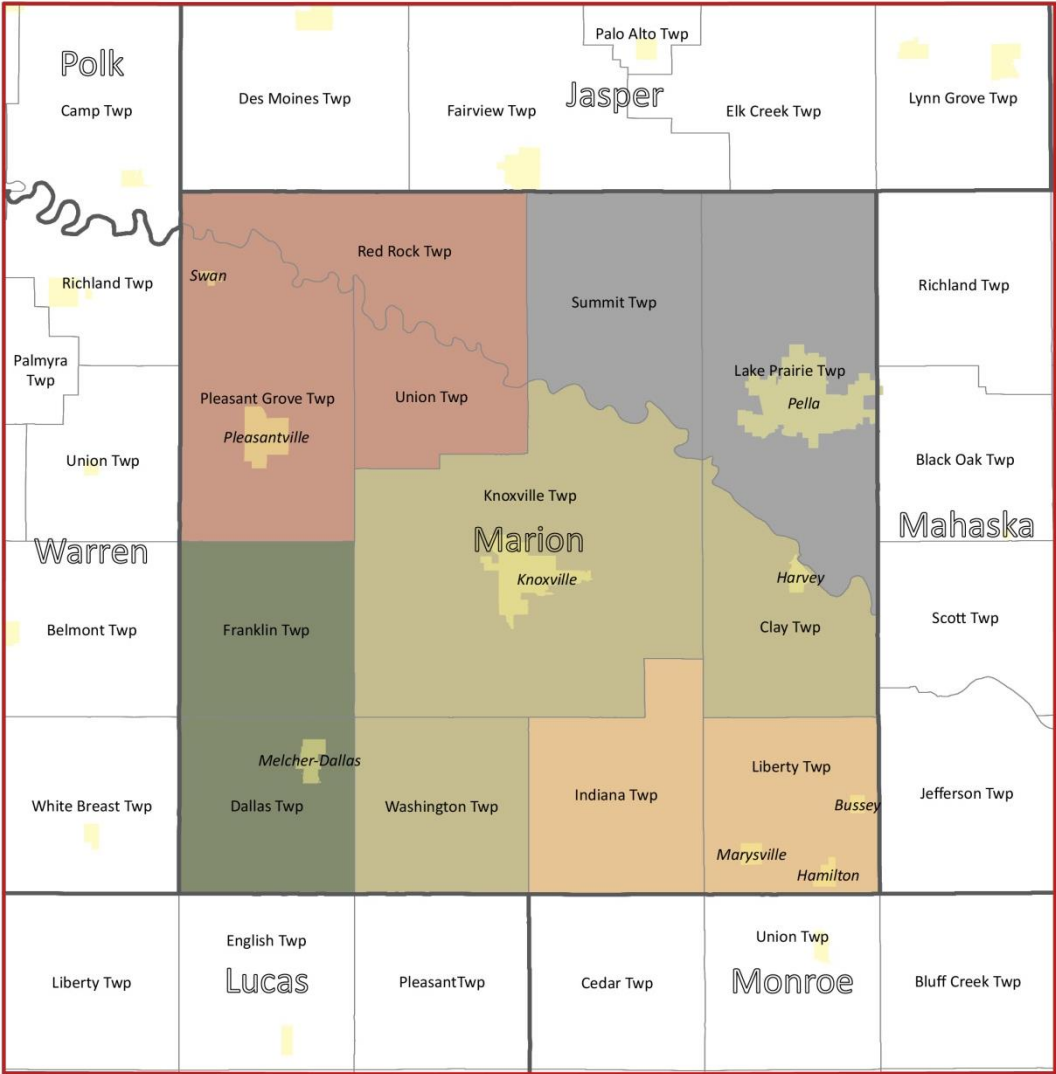 Palo Alto Twp
Polk
Jasper
Camp Twp
Des Moines Twp
Fairview Twp
Elk Creek Twp
Lynn Grove Twp
Red Rock Twp
Swan
Richland Twp
Summit Twp
Richland Twp
Palmyra
Twp
Lake Prairie Twp
Pleasant Grove Twp
Union Twp
Pella
Pleasantville
Union Twp
Black Oak Twp
Knoxville Twp
Marion
Mahaska
Warren
Knoxville
Harvey
Belmont Twp
Franklin Twp
Clay Twp
Scott Twp
Melcher-Dallas
Liberty Twp
White Breast Twp
Dallas Twp
Washington Twp
Indiana Twp
Bussey
Jefferson Twp
Marysville
Hamilton
English Twp
Union Twp
Liberty Twp
Lucas
PleasantTwp
Cedar Twp
Monroe
Bluff Creek Twp